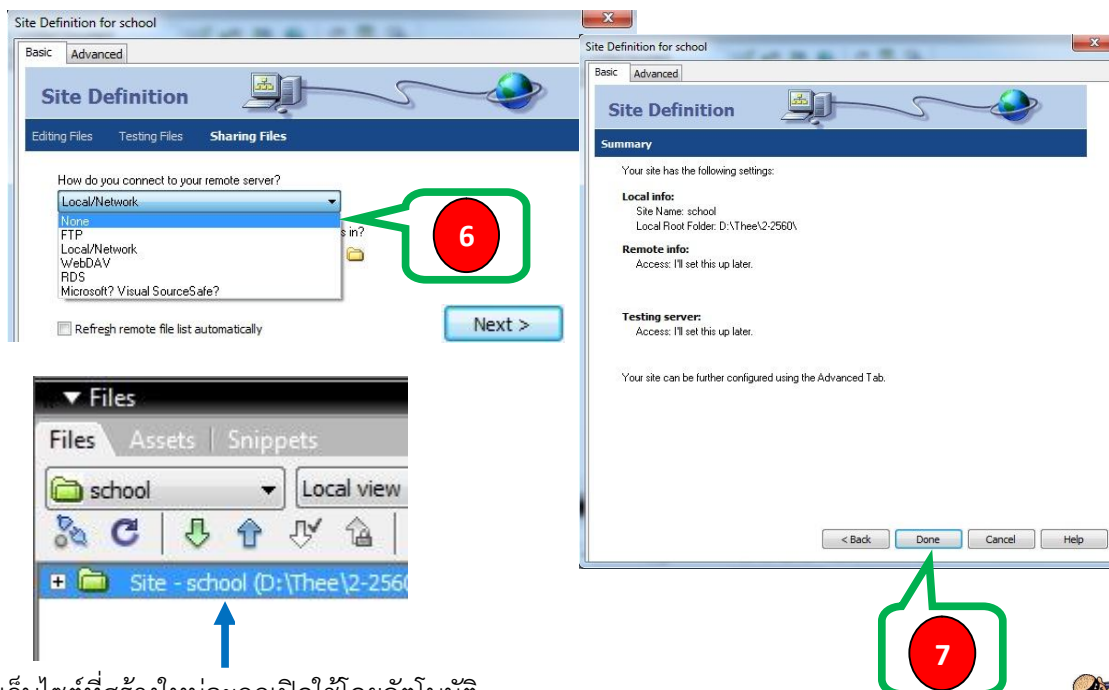 Site Definition for school
Basic Advanced
Site Definition
Editing Files Testing Files Sharing Files
How do you connect to your remote server?
Local/Network
None
FTP
s in?
Local/Network
WebDAV
RDS
Microsoft? Visual SourceSafe?
Refresh remote file list automatically
Next >
6
Site Definition for school
Basic Advanced
Site Definition
Summary
Your site has the following settings:
Local info:
Site Name: school
Local Root Folder: D:\Thee\2-2560\
Remote info:
Access: I'll set this up later.
Testing server:
Access: I'll set this up later.
Your site can be further configured using the Advanced Tab.
< Back Done Cancel Help
7
Files
Files Assets Snippets
school Local view
Site - school (D:\Thee\2-2560